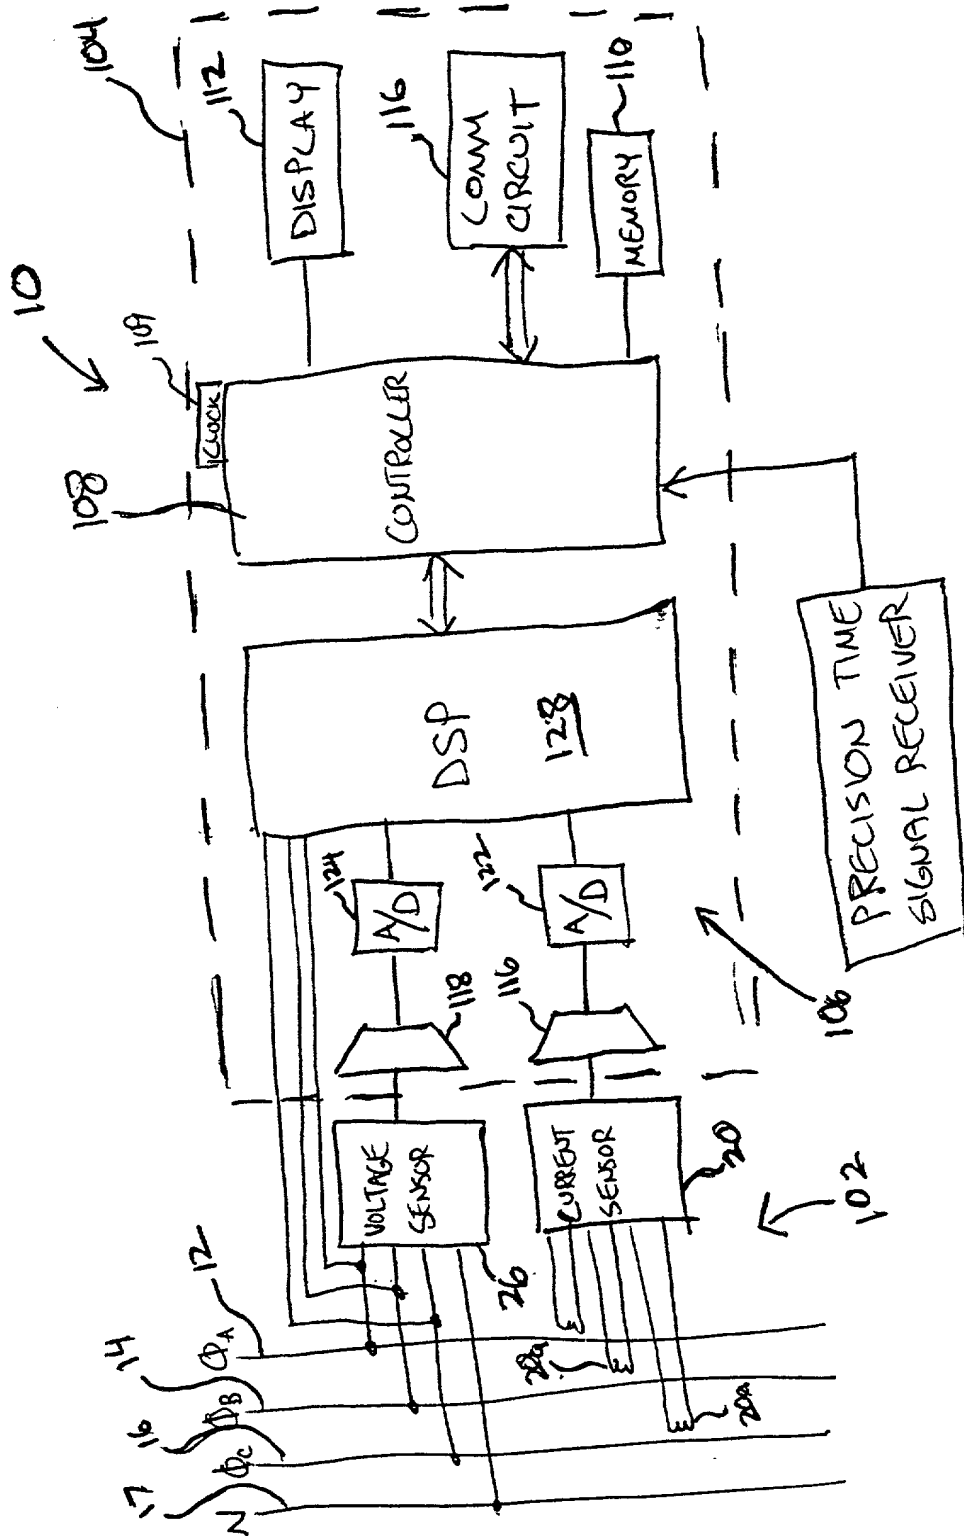 10
104
112
DISPLAY
116
COMM
CIRCUIT
110
MEMORY
109
CLOCK
108
CONTROLLER
DSP
128
PRECISION TIME
SIGNAL RECEIVER
124
A/D
122
A/D
118
116
106
VOLTAGE
SENSOR
26
CURRENT
SENSOR
20
102
20a
20a
12
ΦA
14
ΦB
16
ΦC
17
N